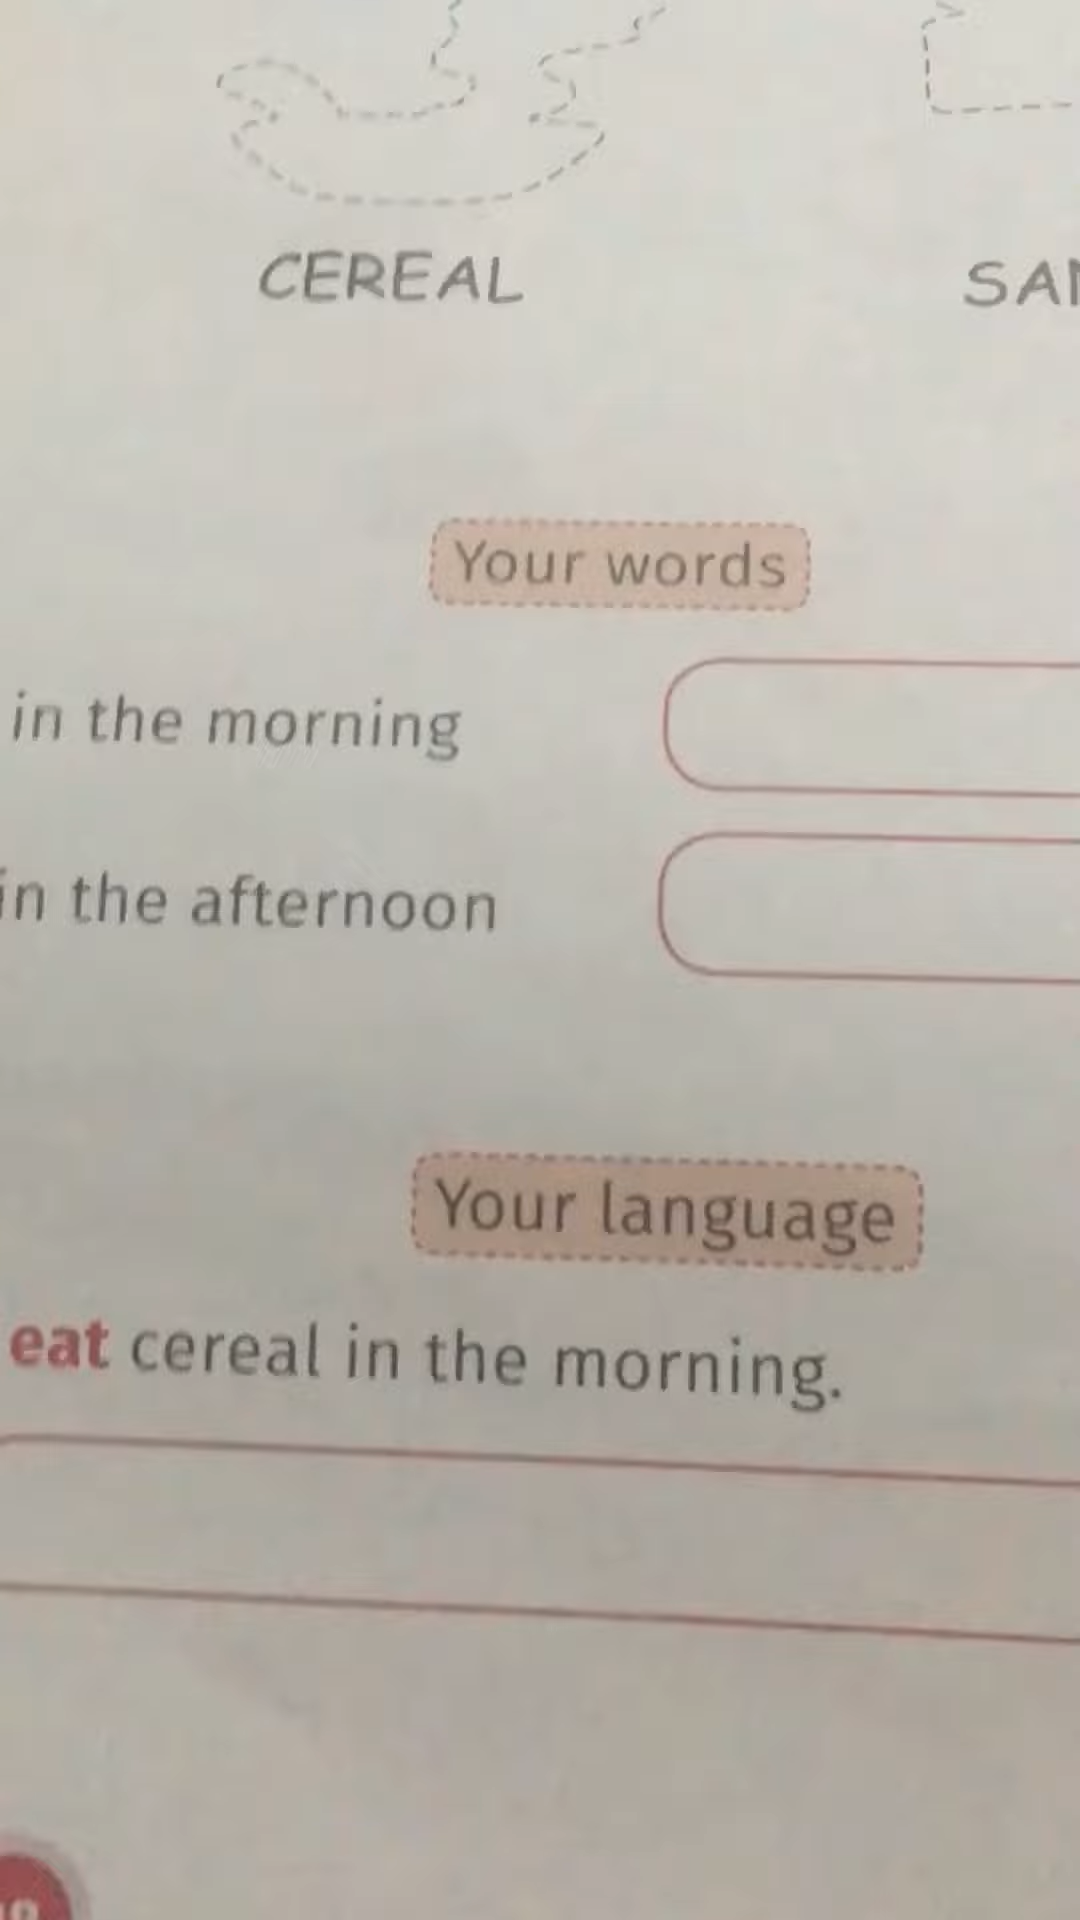 CEREAL
Your words
in the morning
in the afternoon
Your language
eat cereal in the morning.